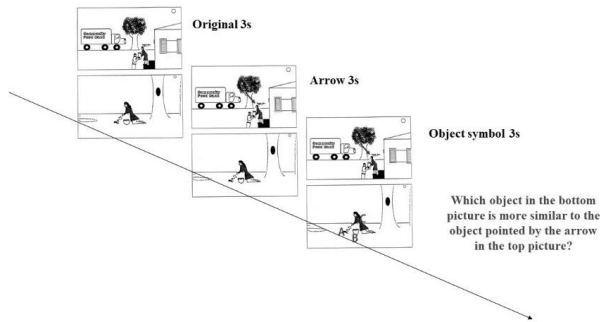 Original 3s
Arrow 3s
Object symbol 3s
A
B
Which object in the bottom
picture is more similar to the
object pointed by the arrow
in the top picture?